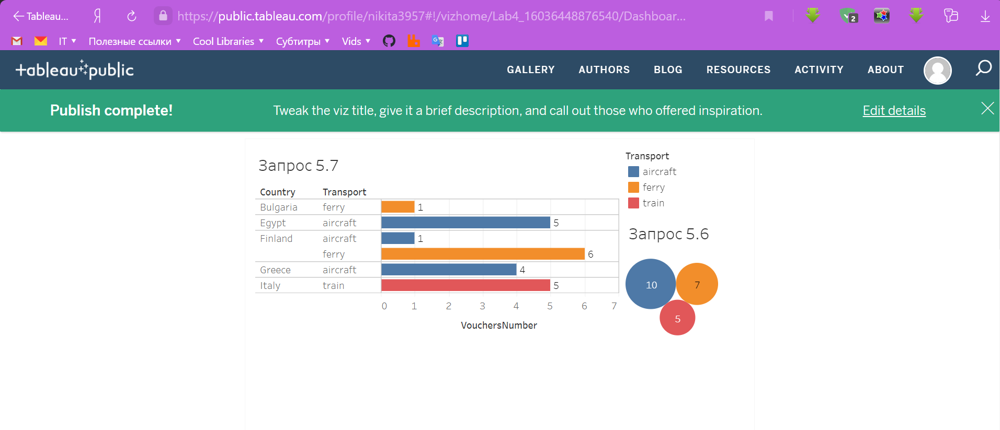 Tableau...
Я
https://public.tableau.com/profile/nikita3957#!/vizhome/Lab4_16036448876540/Dashboar...
2
IT
Полезные ссылки
Cool Libraries
Субтитры
Vids
tableau public
GALLERY
AUTHORS
BLOG
RESOURCES
ACTIVITY
ABOUT
Publish complete!
Tweak the viz title, give it a brief description, and call out those who offered inspiration.
Edit details
Запрос 5.7
Country Transport
Bulgaria ferry 1
Egypt aircraft 5
Finland aircraft 1
ferry 6
Greece aircraft 4
Italy train 5
0 1 2 3 4 5 6 7
VouchersNumber
Transport
aircraft
ferry
train
Запрос 5.6
10
7
5